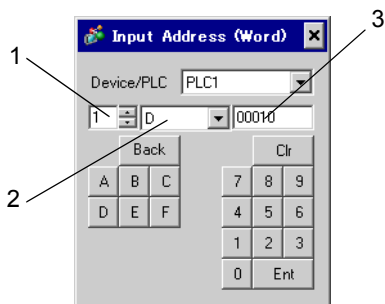 1
3
Input Address (Word)
Device/PLC PLC1
1 D 00010
Back Clr
A B C 7 8 9
D E F 4 5 6
1 2 3
0 Ent
2